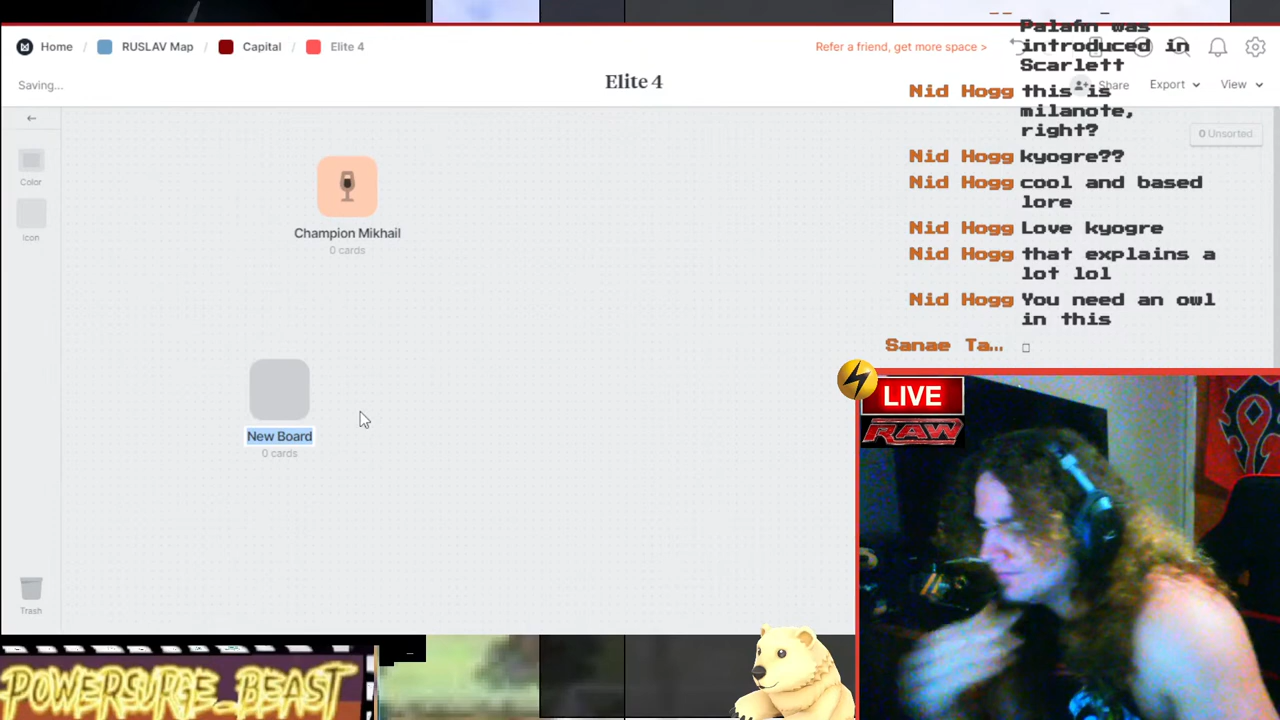 Home / RUSLAV Map / Capital / Elite 4
Refer a friend, get more space >
Saving...
Elite 4
Share
Export
View
Color
Icon
Trash
0 Unsorted
Champion Mikhail
0 cards
New Board
0 cards
Palafin was
introduced in
Scarlett
Nid Hogg this is
milanote,
right?
Nid Hogg kyogre??
Nid Hogg cool and based
lore
Nid Hogg Love kyogre
Nid Hogg that explains a
lot lol
Nid Hogg You need an owl
in this
Sanae Ta...
LIVE
RAW
POWERSURGE_BEAST